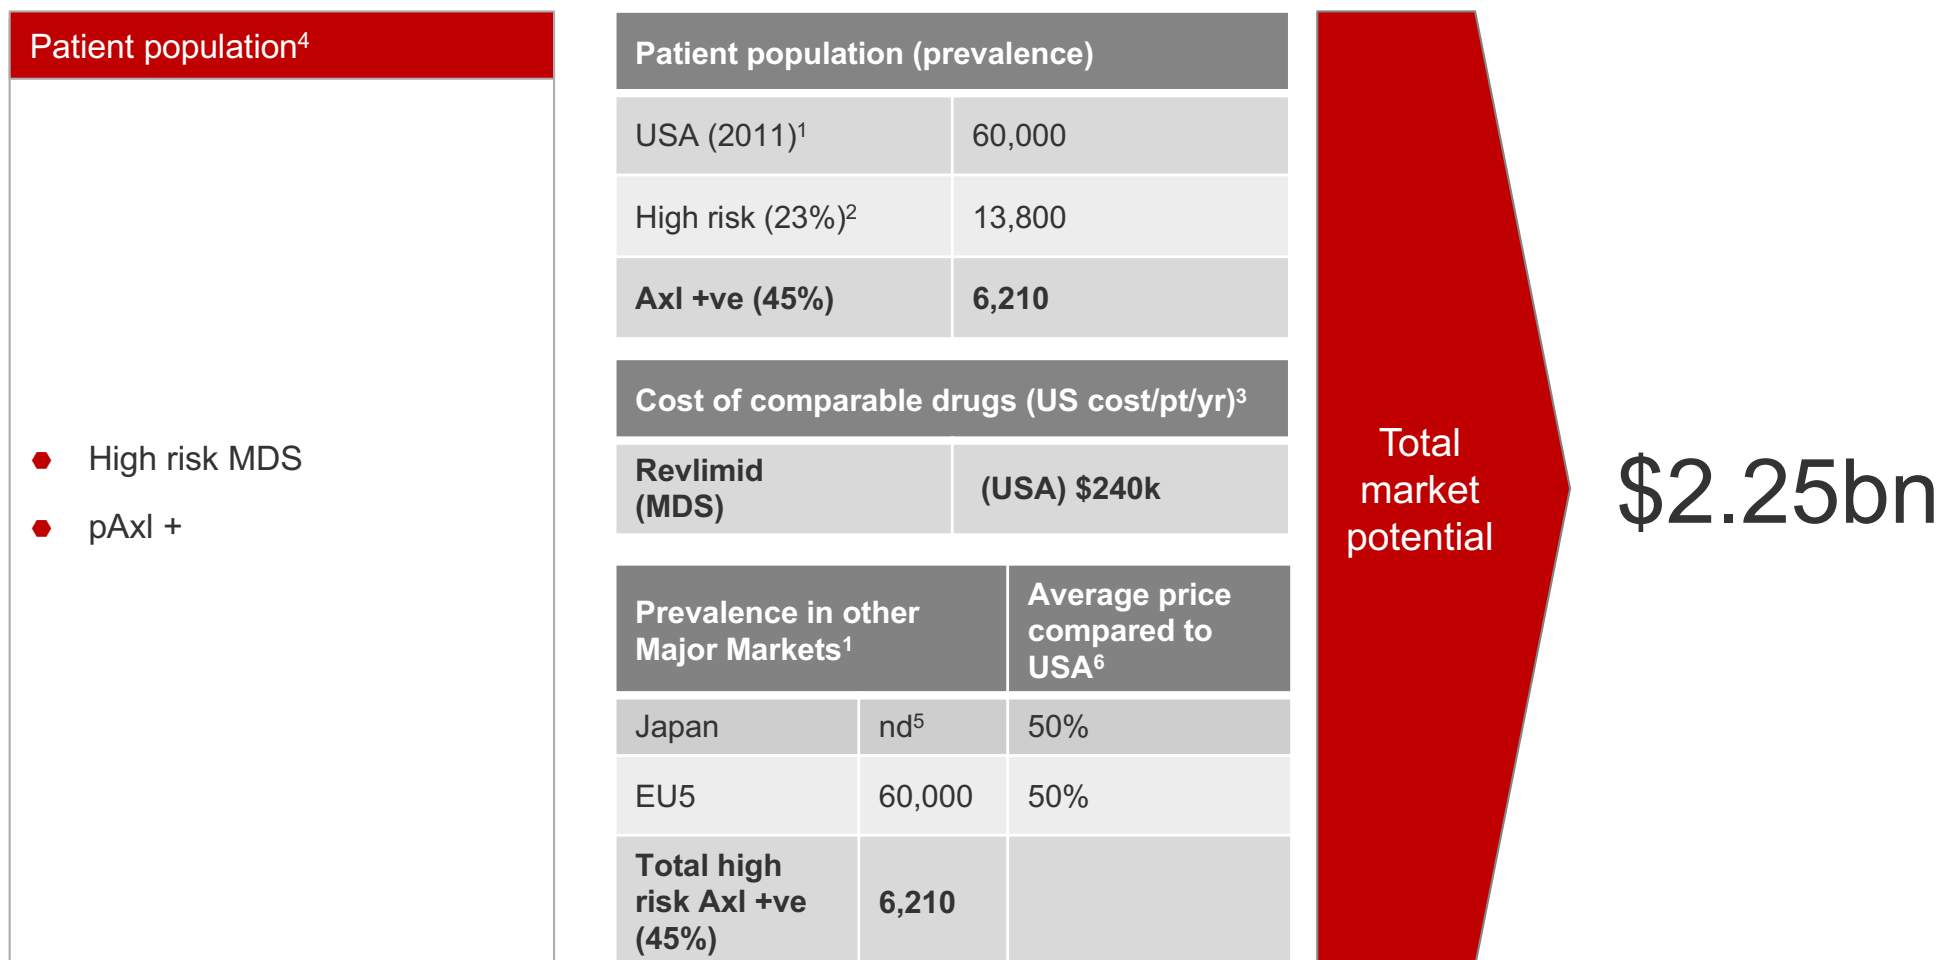 Patient population⁴
High risk MDS
pAxl +
Patient population (prevalence)
USA (2011)¹ 60,000
High risk (23%)² 13,800
Axl +ve (45%) 6,210
Cost of comparable drugs (US cost/pt/yr)³
Revlimid
(MDS)
(USA) $240k
Prevalence in other
Major Markets¹
Average price
compared to
USA⁶
Japan nd⁵ 50%
EU5 60,000 50%
Total high
risk Axl +ve
(45%)
6,210
Total
market
potential
$2.25bn